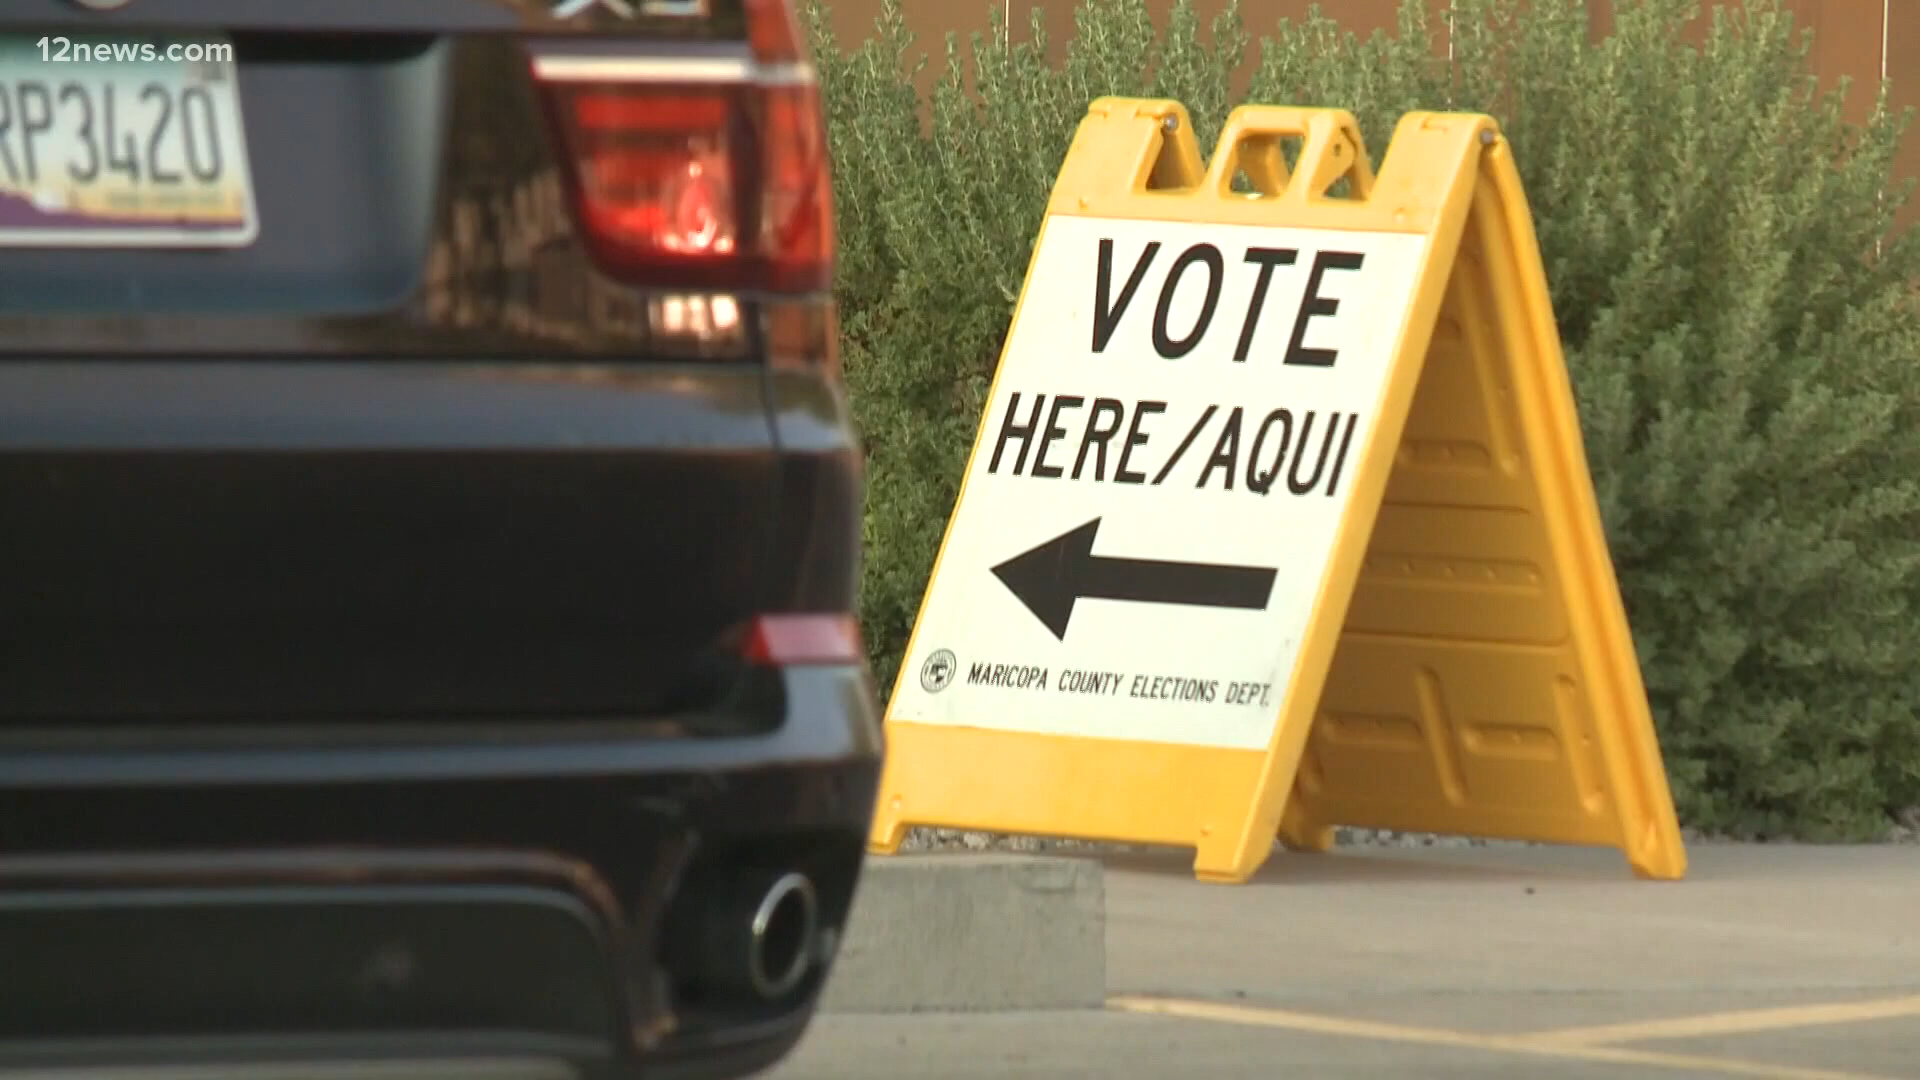 12news.com
RP3420
VOTE
HERE/AQUI
MARICOPA COUNTY ELECTIONS DEPT.